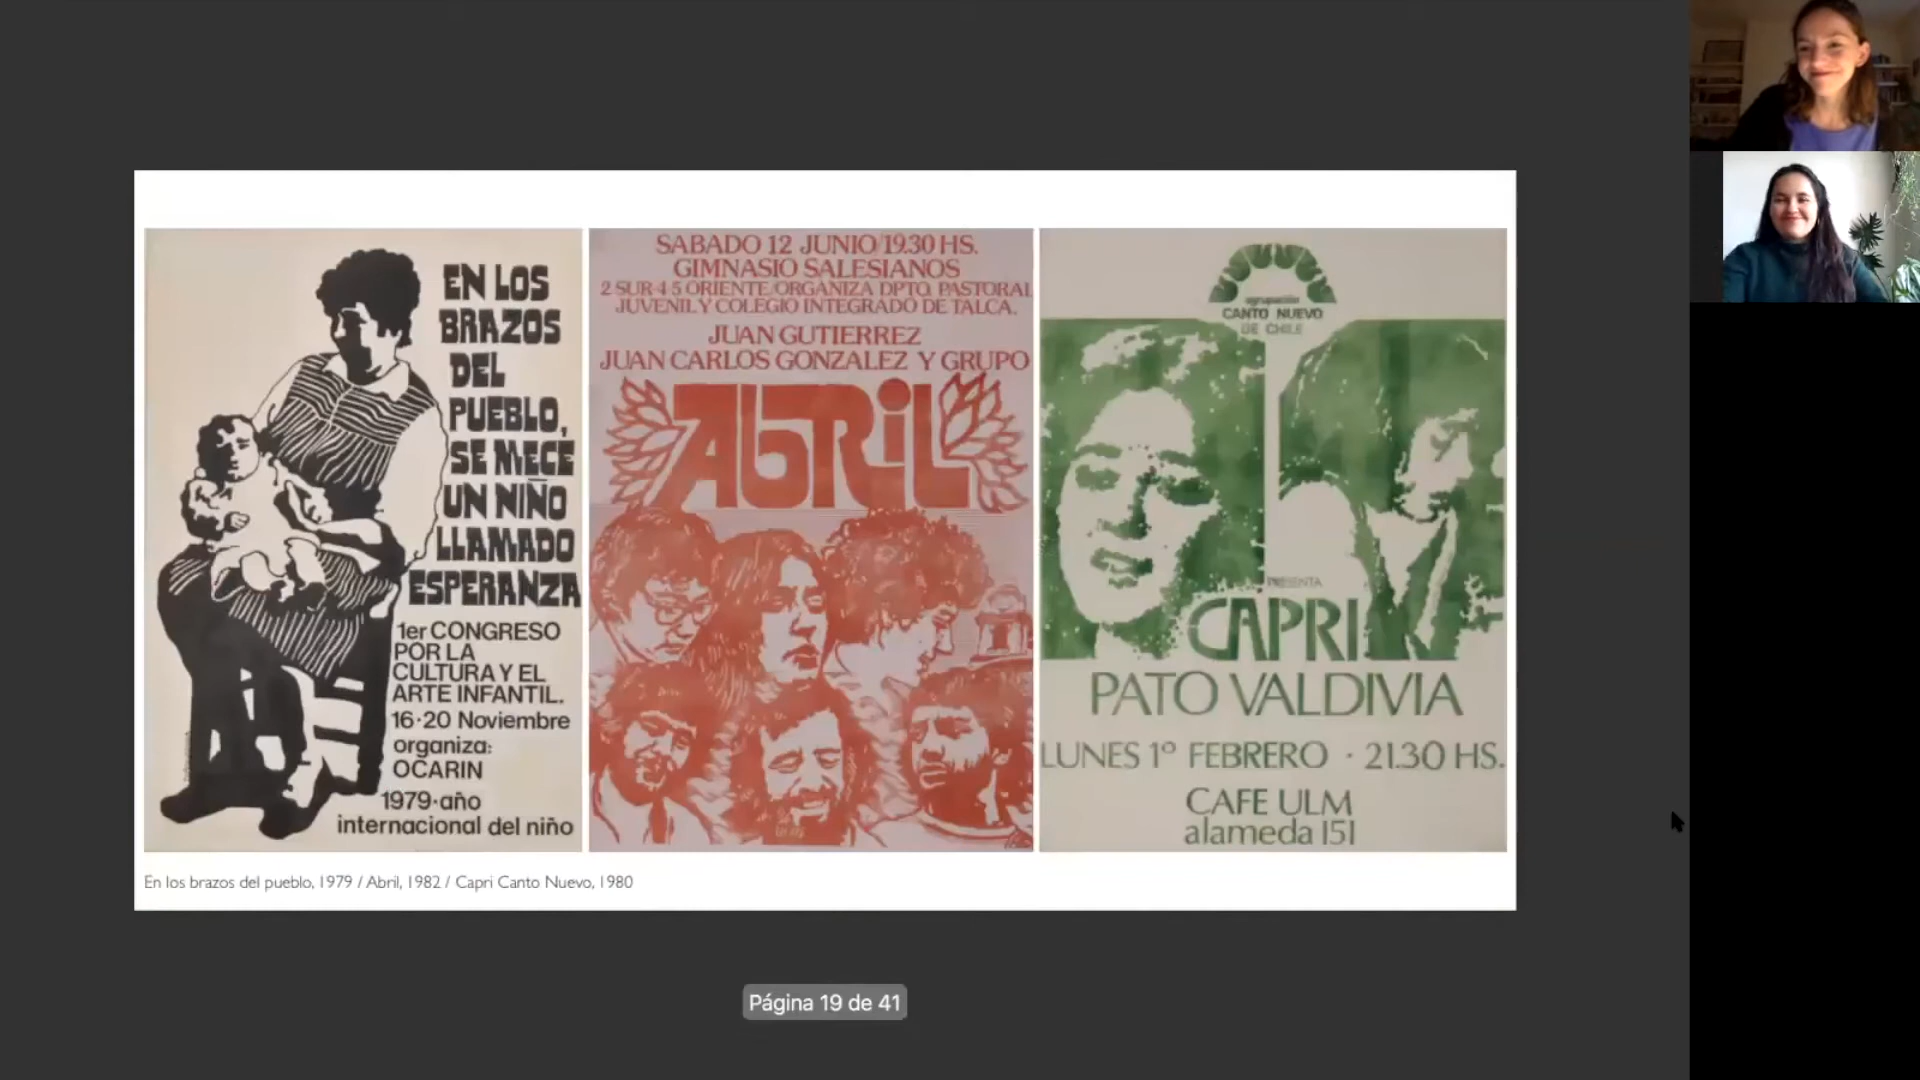 EN LOS
BRAZOS
DEL
PUEBLO,
SE MECE
UN NIÑO
LLAMADO
ESPERANZA
1er CONGRESO
POR LA
CULTURA Y EL
ARTE INFANTIL.
16·20 Noviembre
organiza:
OCARIN
1979·año
internacional del niño
SABADO 12 JUNIO/19.30 HS.
GIMNASIO SALESIANOS
2 SUR·4·5 ORIENTE/ORGANIZA DPTO. PASTORAL
JUVENIL Y COLEGIO INTEGRADO DE TALCA.
JUAN GUTIERREZ
JUAN CARLOS GONZALEZ Y GRUPO
ABRIL
agrupación
CANTO NUEVO
DE CHILE
PRESENTA
CAPRI
PATO VALDIVIA
LUNES 1º FEBRERO · 21.30 HS.
CAFE ULM
alameda 151
En los brazos del pueblo, 1979 / Abril, 1982 / Capri Canto Nuevo, 1980
Página 19 de 41